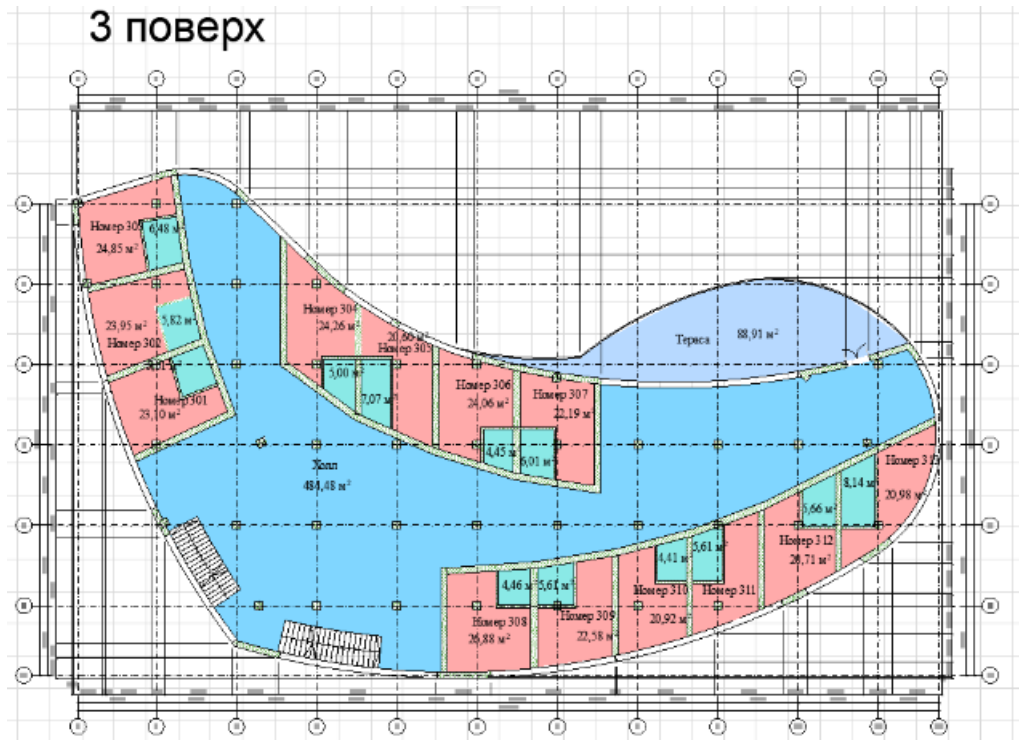 3 поверх
6,48 м
24,85 м²
5,82 м²
23,95 м²
Номер 302
Номер 301
23,10 м²
Номер 304
24,26 м²
20,66 м²
Номер 305
5,00 м²
7,07 м²
Тераса
88,91 м²
Номер 306
24,06 м²
Номер 307
22,19 м²
4,45 м²
6,01 м²
Холл
484,48 м²
Номер 313
20,98 м²
8,14 м
5,66 м²
Номер 312
4,41 м²
5,61 м²
4,46 м²
5,61 м²
Номер 310
Номер 311
20,92 м²
Номер 308
26,88 м²
Номер 309
22,58 м²